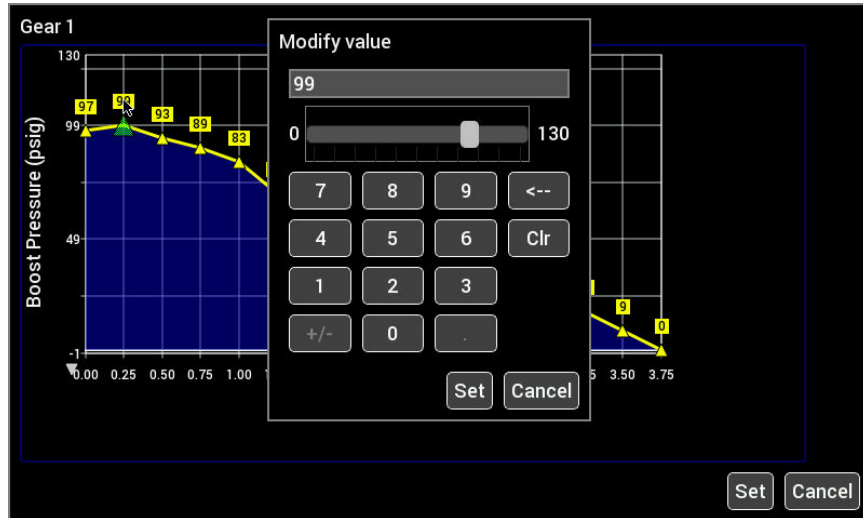 Gear 1
Modify value
99
0
130
7 8 9 <--
4 5 6 Clr
1 2 3
+/- 0 .
Set Cancel
Boost Pressure (psig)
130
99
49
-1
97
93
89
83
9
0
0.00 0.25 0.50 0.75 1.00
3.50 3.75
Set Cancel